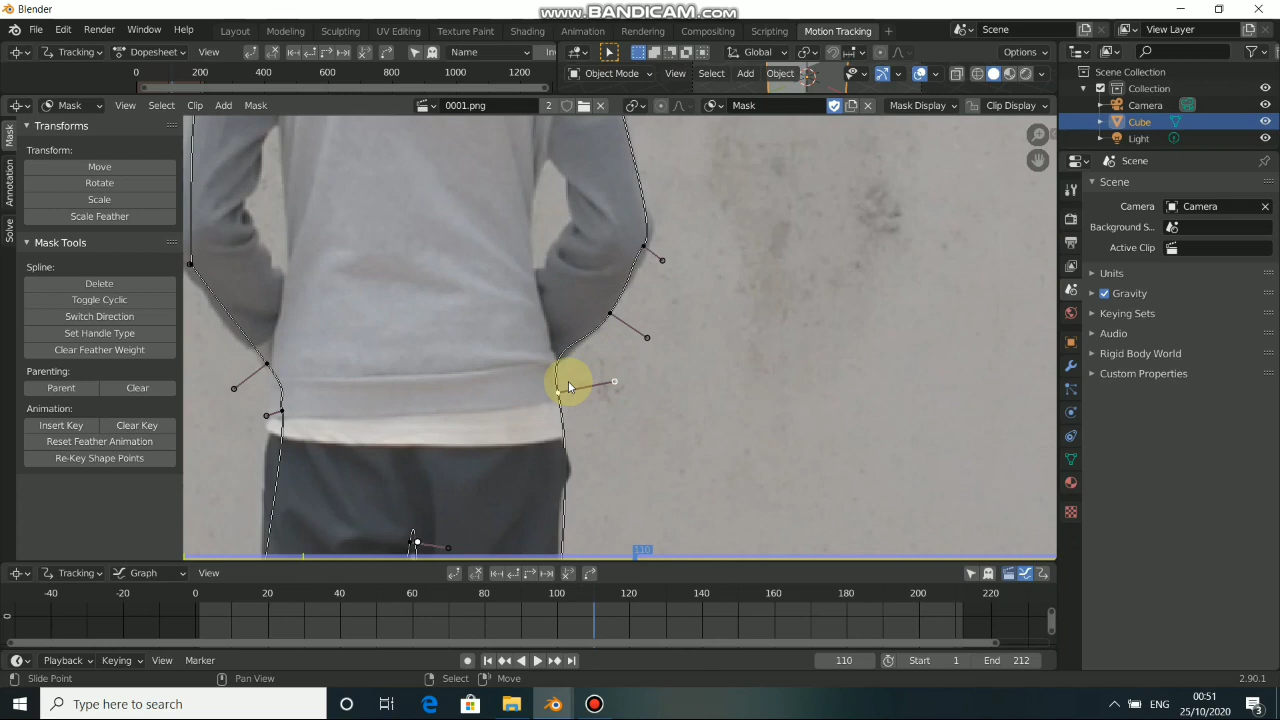 Blender
www.BANDICAM.com
File Edit Render Window Help Layout Modeling Sculpting UV Editing Texture Paint Shading Animation Rendering Compositing Motion Tracking + Scene View Layer
Tracking Dopesheet View Name In Global Options
0 200 400 600 800 1000 1200
Object Mode View Select Add Object
Mask View Select Clip Add Mask 0001.png 2 Mask Mask Display Clip Display
Scene Collection
Collection
Camera
Cube
Light
Mask
Annotation
Solve
Transforms
Transform:
Move
Rotate
Scale
Scale Feather
Mask Tools
Spline:
Delete
Toggle Cyclic
Switch Direction
Set Handle Type
Clear Feather Weight
Parenting:
Parent Clear
Animation:
Insert Key Clear Key
Reset Feather Animation
Re-Key Shape Points
110
Scene
Scene
Camera Camera
Background S...
Active Clip
Units
Gravity
Keying Sets
Audio
Rigid Body World
Custom Properties
Tracking Graph View
-40 -20 0 20 40 60 80 100 120 140 160 180 200 220
0
Playback Keying View Marker 110 Start 1 End 212
Slide Point Pan View Select Move 2.90.1
Type here to search ENG 00:51 25/10/2020 3